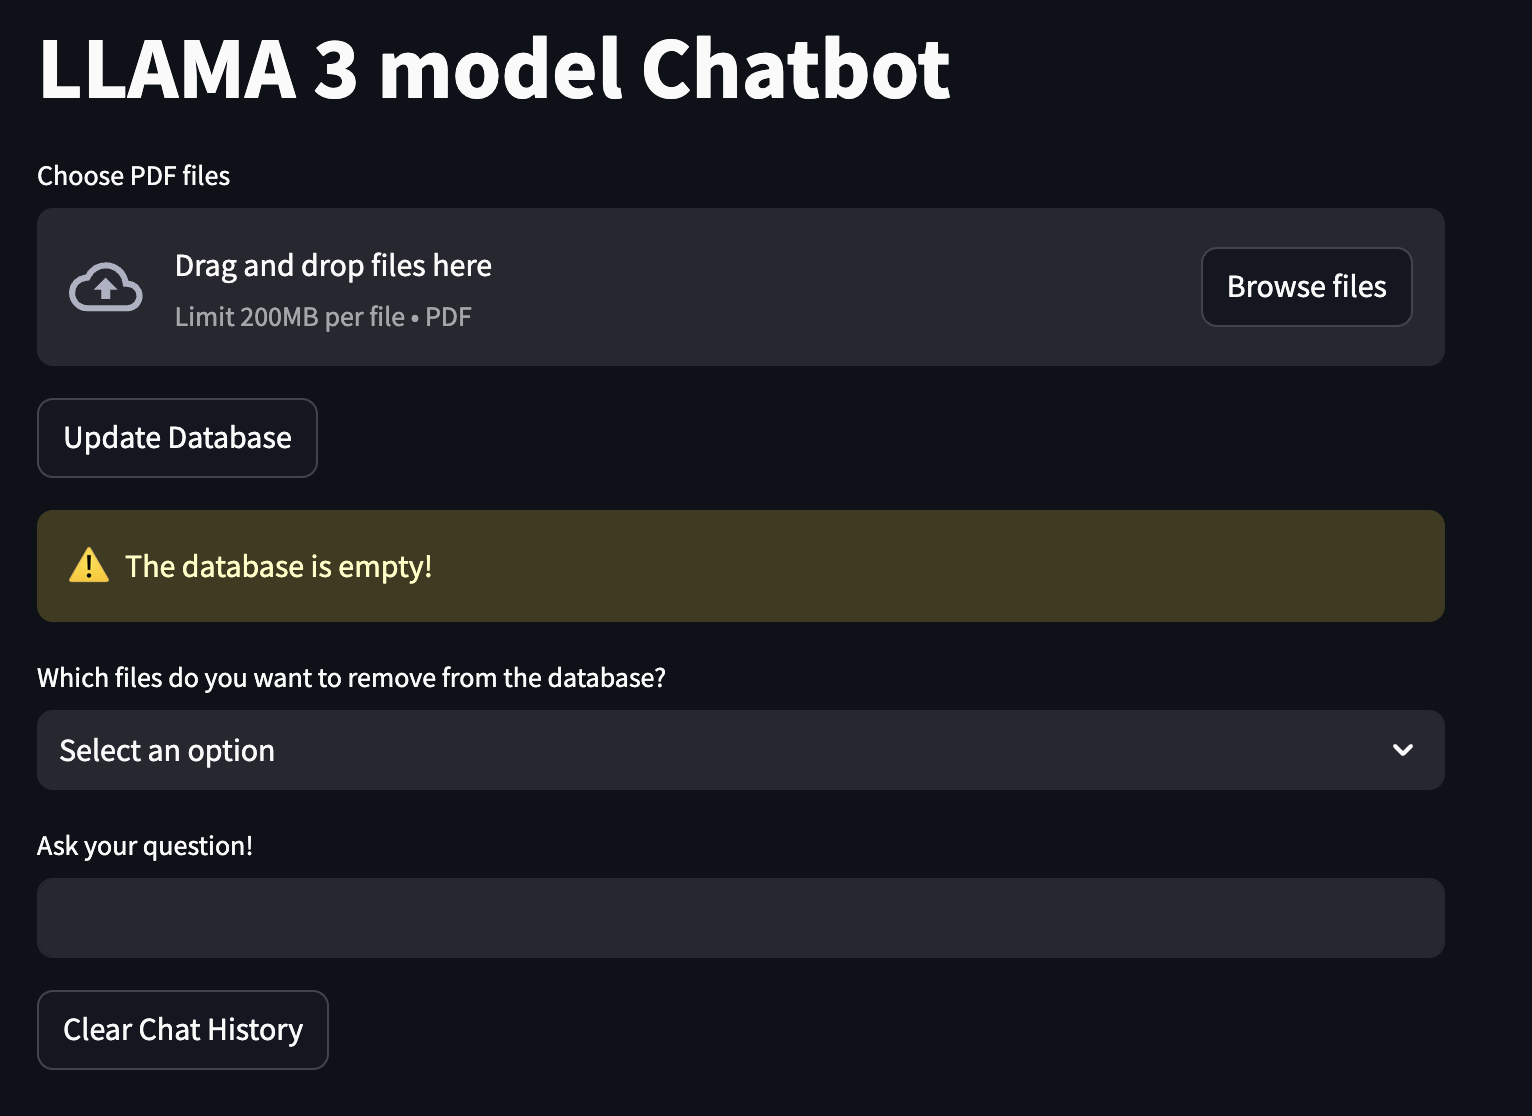 LLAMA 3 model Chatbot
Choose PDF files
Drag and drop files here
Limit 200MB per file • PDF
Browse files
Update Database
The database is empty!
Which files do you want to remove from the database?
Select an option
Ask your question!
Clear Chat History